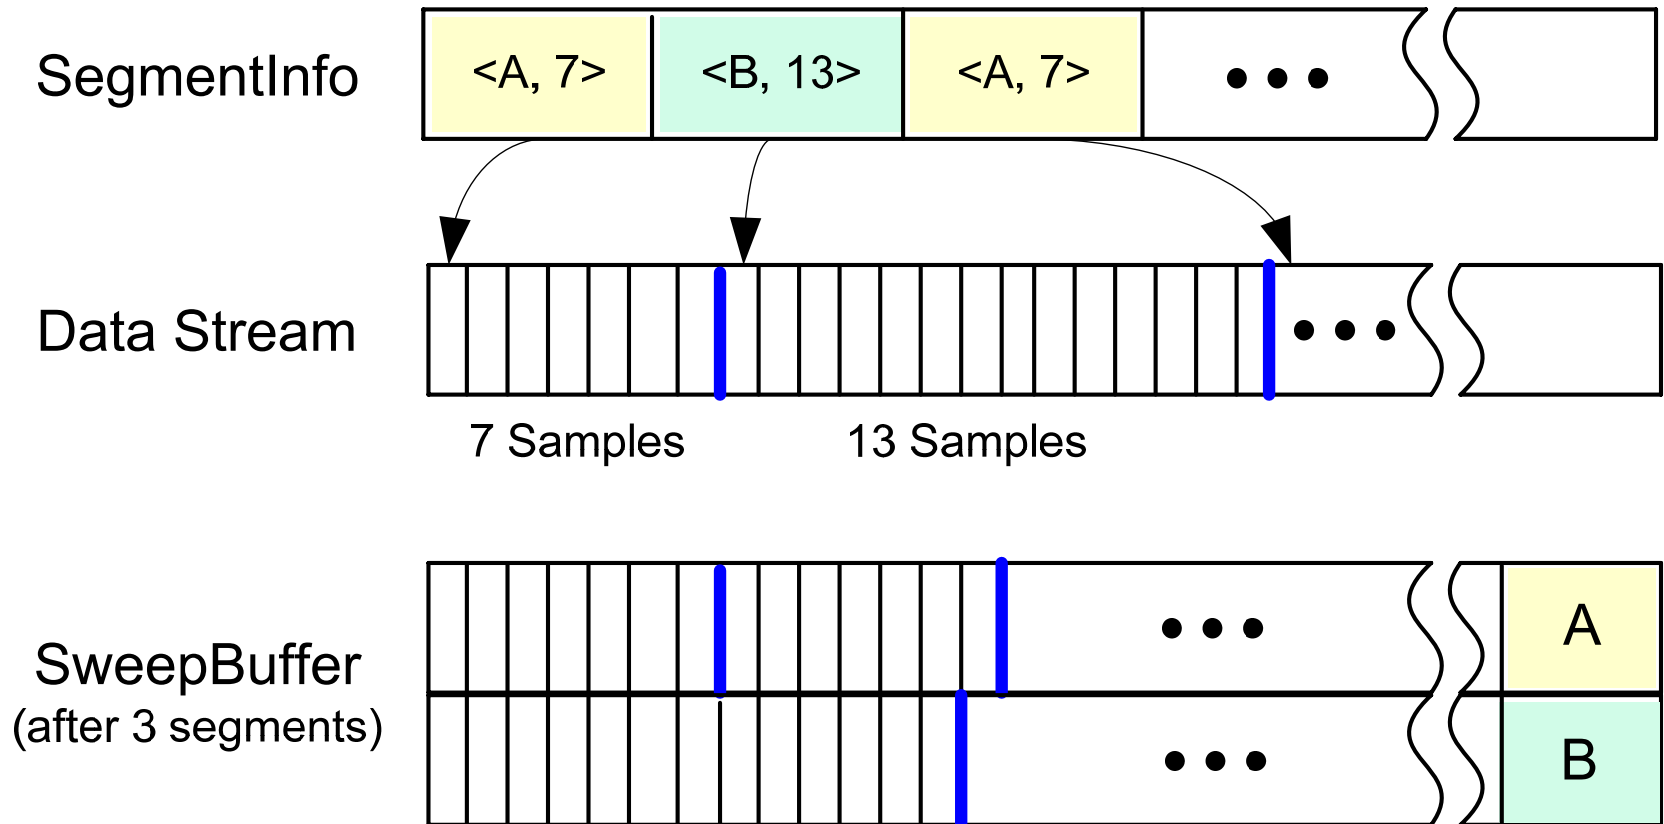 SegmentInfo
<A, 7>
<B, 13>
<A, 7>
Data Stream
7 Samples
13 Samples
SweepBuffer
(after 3 segments)
A
B